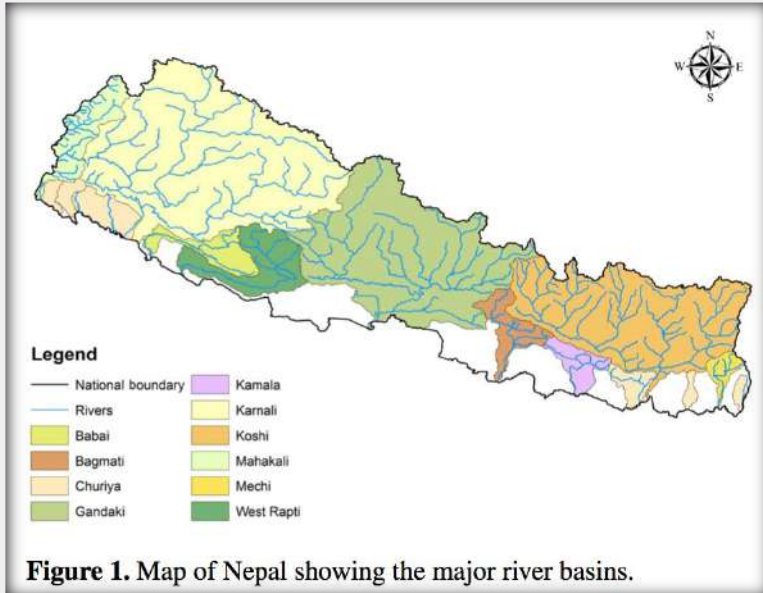 N
W E
S
Legend
National boundary
Rivers
Babai
Bagmati
Churiya
Gandaki
Kamala
Karnali
Koshi
Mahakali
Mechi
West Rapti
Figure 1. Map of Nepal showing the major river basins.